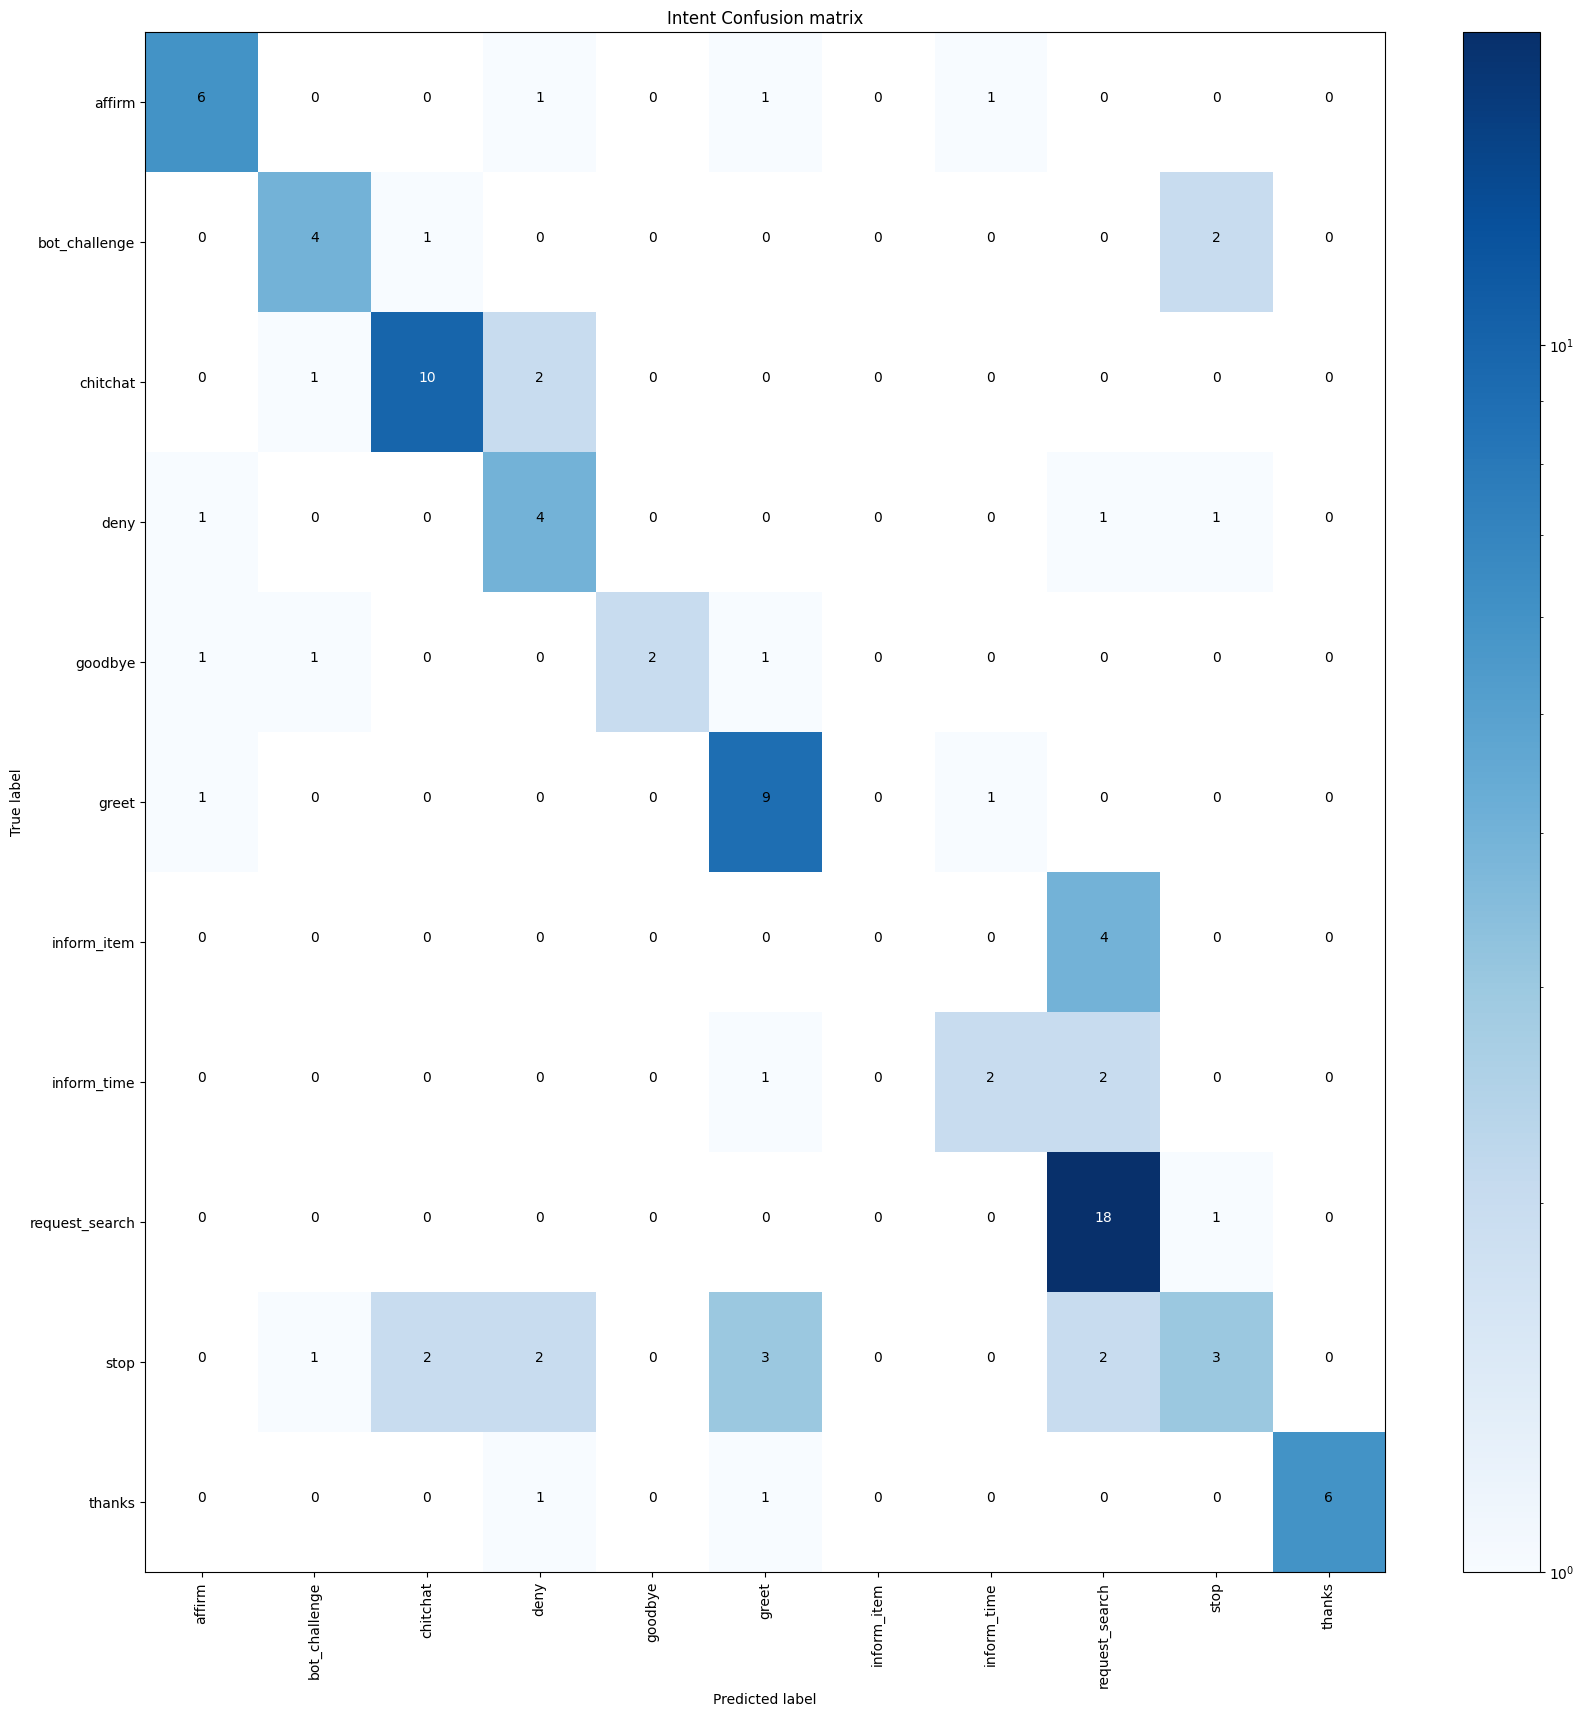 Intent Confusion matrix
affirm 6 0 0 1 0 1 0 1 0 0 0
bot_challenge 0 4 1 0 0 0 0 0 0 2 0
chitchat 0 1 10 2 0 0 0 0 0 0 0
deny 1 0 0 4 0 0 0 0 1 1 0
goodbye 1 1 0 0 2 1 0 0 0 0 0
greet 1 0 0 0 0 9 0 1 0 0 0
inform_item 0 0 0 0 0 0 0 0 4 0 0
inform_time 0 0 0 0 0 1 0 2 2 0 0
request_search 0 0 0 0 0 0 0 0 18 1 0
stop 0 1 2 2 0 3 0 0 2 3 0
thanks 0 0 0 1 0 1 0 0 0 0 6
True label
affirm bot_challenge chitchat deny goodbye greet inform_item inform_time request_search stop thanks
Predicted label
10¹
10⁰